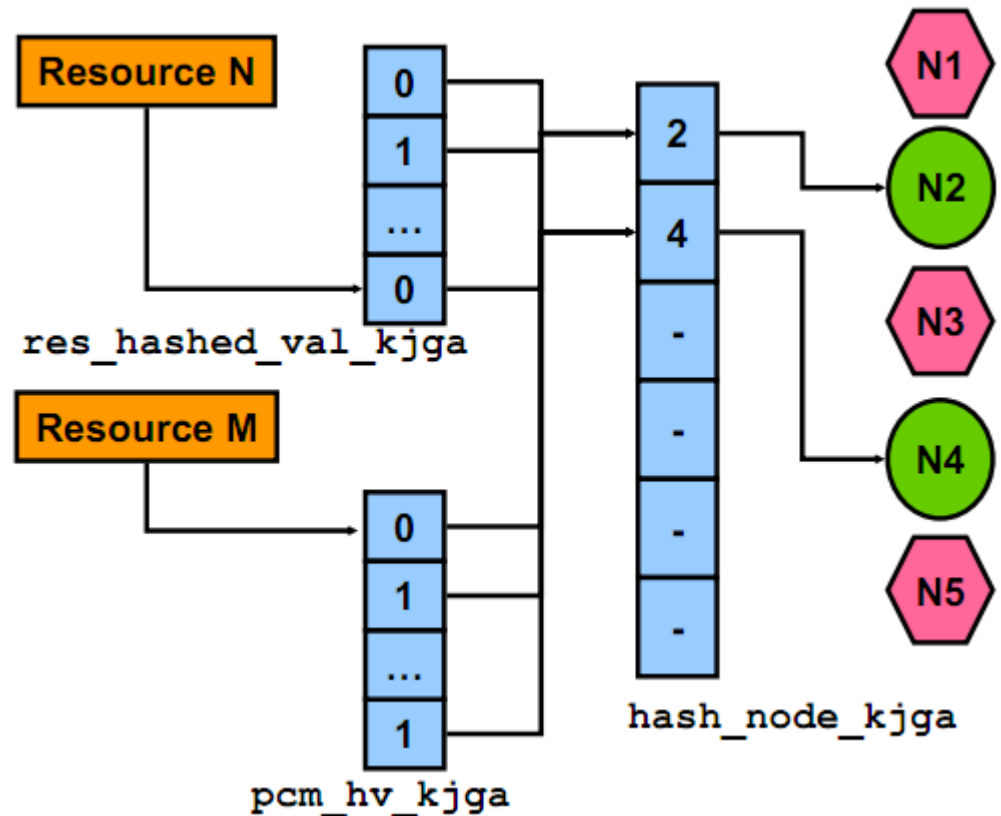 Resource N
0
1
...
0
res_hashed_val_kjga
Resource M
0
1
...
1
pcm_hv_kjga
2
4
-
-
-
-
hash_node_kjga
N1
N2
N3
N4
N5